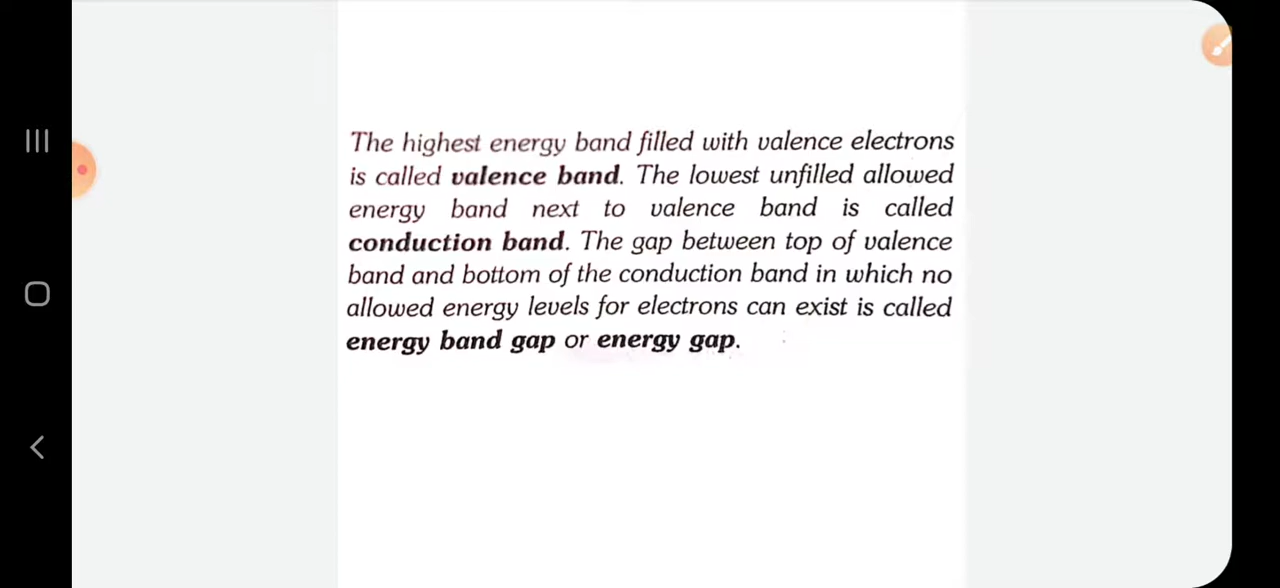 The highest energy band filled with valence electrons
is called valence band. The lowest unfilled allowed
energy band next to valence band is called
conduction band. The gap between top of valence
band and bottom of the conduction band in which no
allowed energy levels for electrons can exist is called
energy band gap or energy gap.